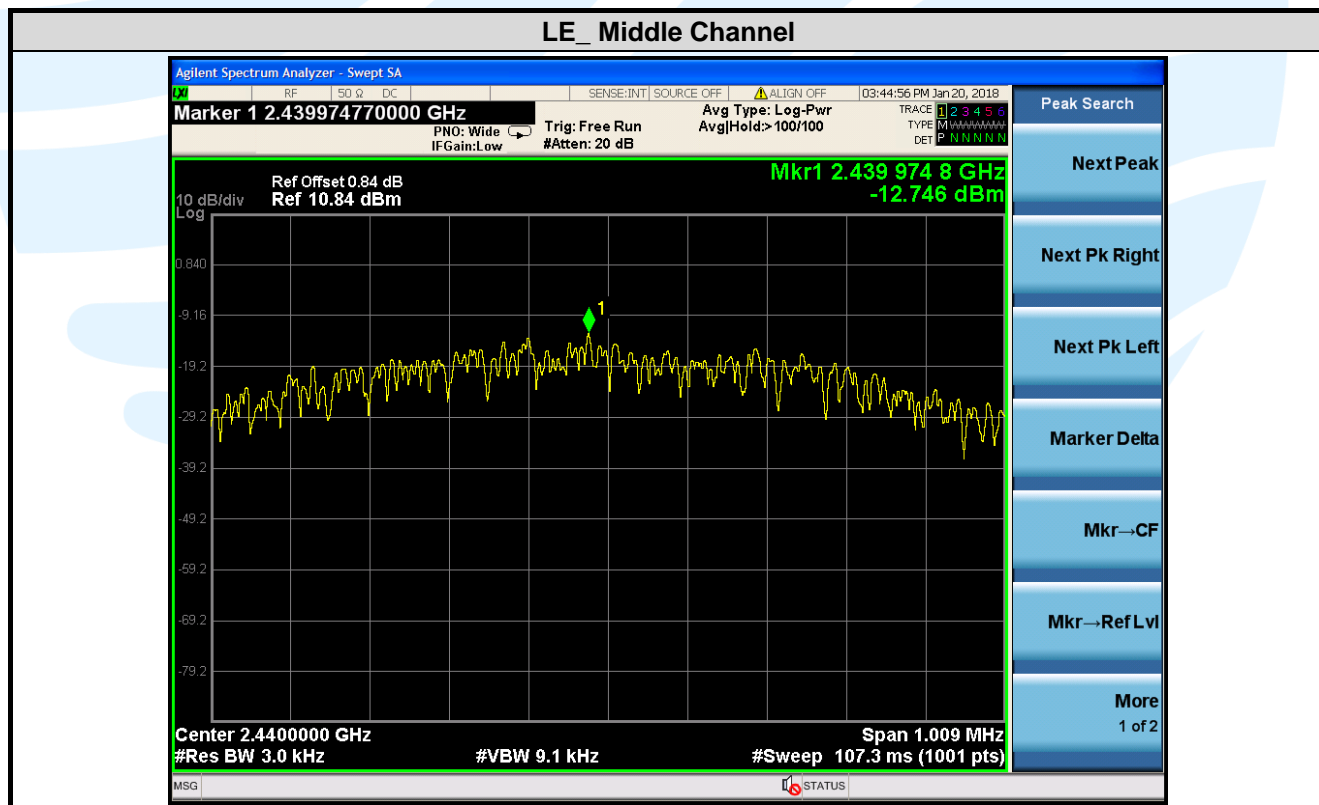 LE_ Middle Channel
Agilent Spectrum Analyzer - Swept SA
LXI RF 50 Ω DC SENSE:INT SOURCE OFF ALIGN OFF 03:44:56 PM Jan 20, 2018
Marker 1 2.439974770000 GHz
PNO: Wide
IFGain:Low
Trig: Free Run
#Atten: 20 dB
Avg Type: Log-Pwr
Avg|Hold:>100/100
TRACE 1 2 3 4 5 6
TYPE M
DET P N N N N N
Mkr1 2.439 974 8 GHz
-12.746 dBm
Ref Offset 0.84 dB
10 dB/div Ref 10.84 dBm
Log
0.840
-9.16
-19.2
-29.2
-39.2
-49.2
-59.2
-69.2
-79.2
1
Center 2.4400000 GHz Span 1.009 MHz
#Res BW 3.0 kHz #VBW 9.1 kHz #Sweep 107.3 ms (1001 pts)
MSG STATUS
Peak Search
Next Peak
Next Pk Right
Next Pk Left
Marker Delta
Mkr→CF
Mkr→Ref Lvl
More
1 of 2